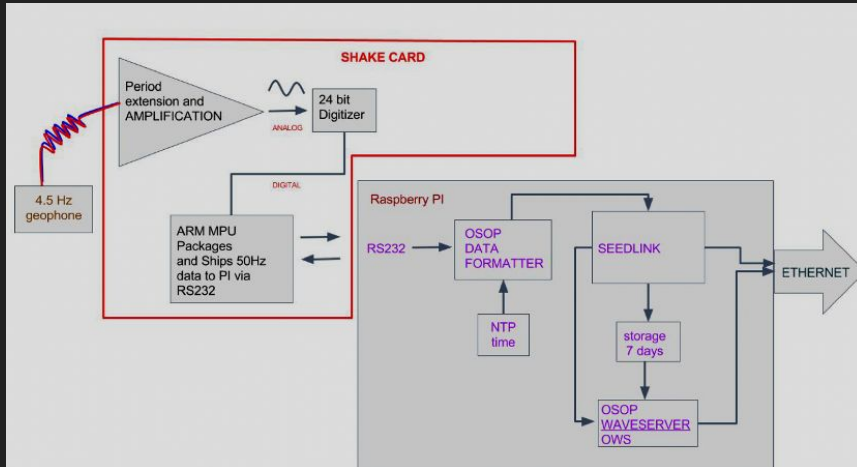 SHAKE CARD
Period
extension and
AMPLIFICATION
ANALOG
24 bit
Digitizer
DIGITAL
4.5 Hz
geophone
ARM MPU
Packages
and Ships 50Hz
data to PI via
RS232
Raspberry PI
RS232
OSOP
DATA
FORMATTER
NTP
time
SEEDLINK
storage
7 days
OSOP
WAVESERVER
OWS
ETHERNET